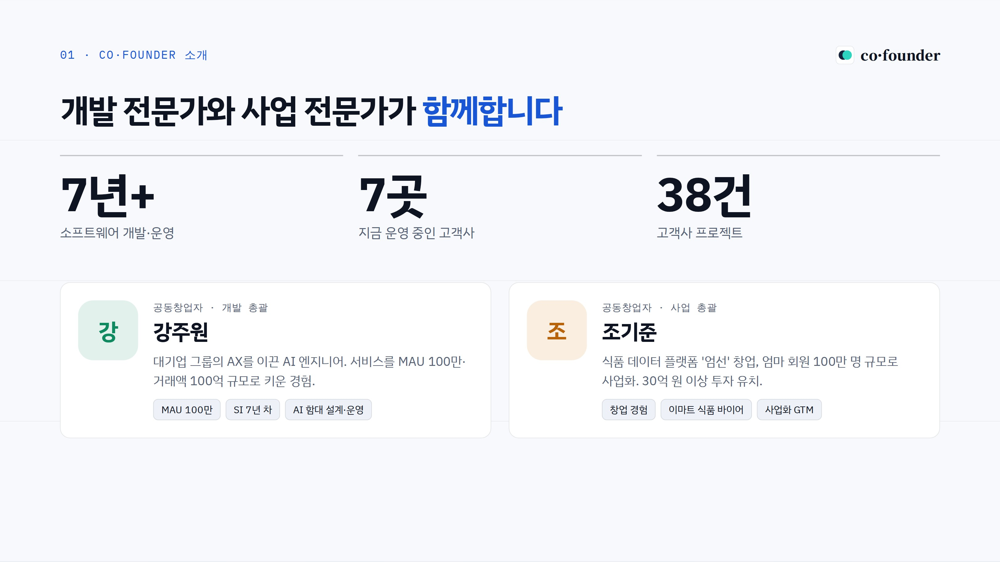 01 · CO·FOUNDER 소개
co·founder
개발 전문가와 사업 전문가가 함께합니다
7년+
소프트웨어 개발·운영
7곳
지금 운영 중인 고객사
38건
고객사 프로젝트
강
공동창업자 · 개발 총괄
강주원
대기업 그룹의 AX를 이끈 AI 엔지니어. 서비스를 MAU 100만·
거래액 100억 규모로 키운 경험.
MAU 100만
SI 7년 차
AI 함대 설계·운영
조
공동창업자 · 사업 총괄
조기준
식품 데이터 플랫폼 '엄선' 창업, 엄마 회원 100만 명 규모로
사업화. 30억 원 이상 투자 유치.
창업 경험
이마트 식품 바이어
사업화 GTM